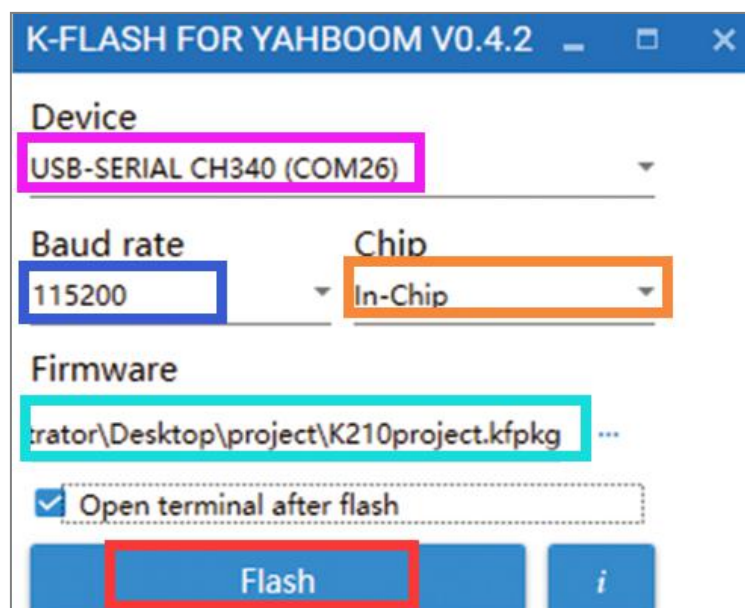 K-FLASH FOR YAHBOOM V0.4.2
Device
USB-SERIAL CH340 (COM26)
Baud rate
Chip
115200
In-Chip
Firmware
trator\Desktop\project\K210project.kfpkg ...
Open terminal after flash
Flash
i